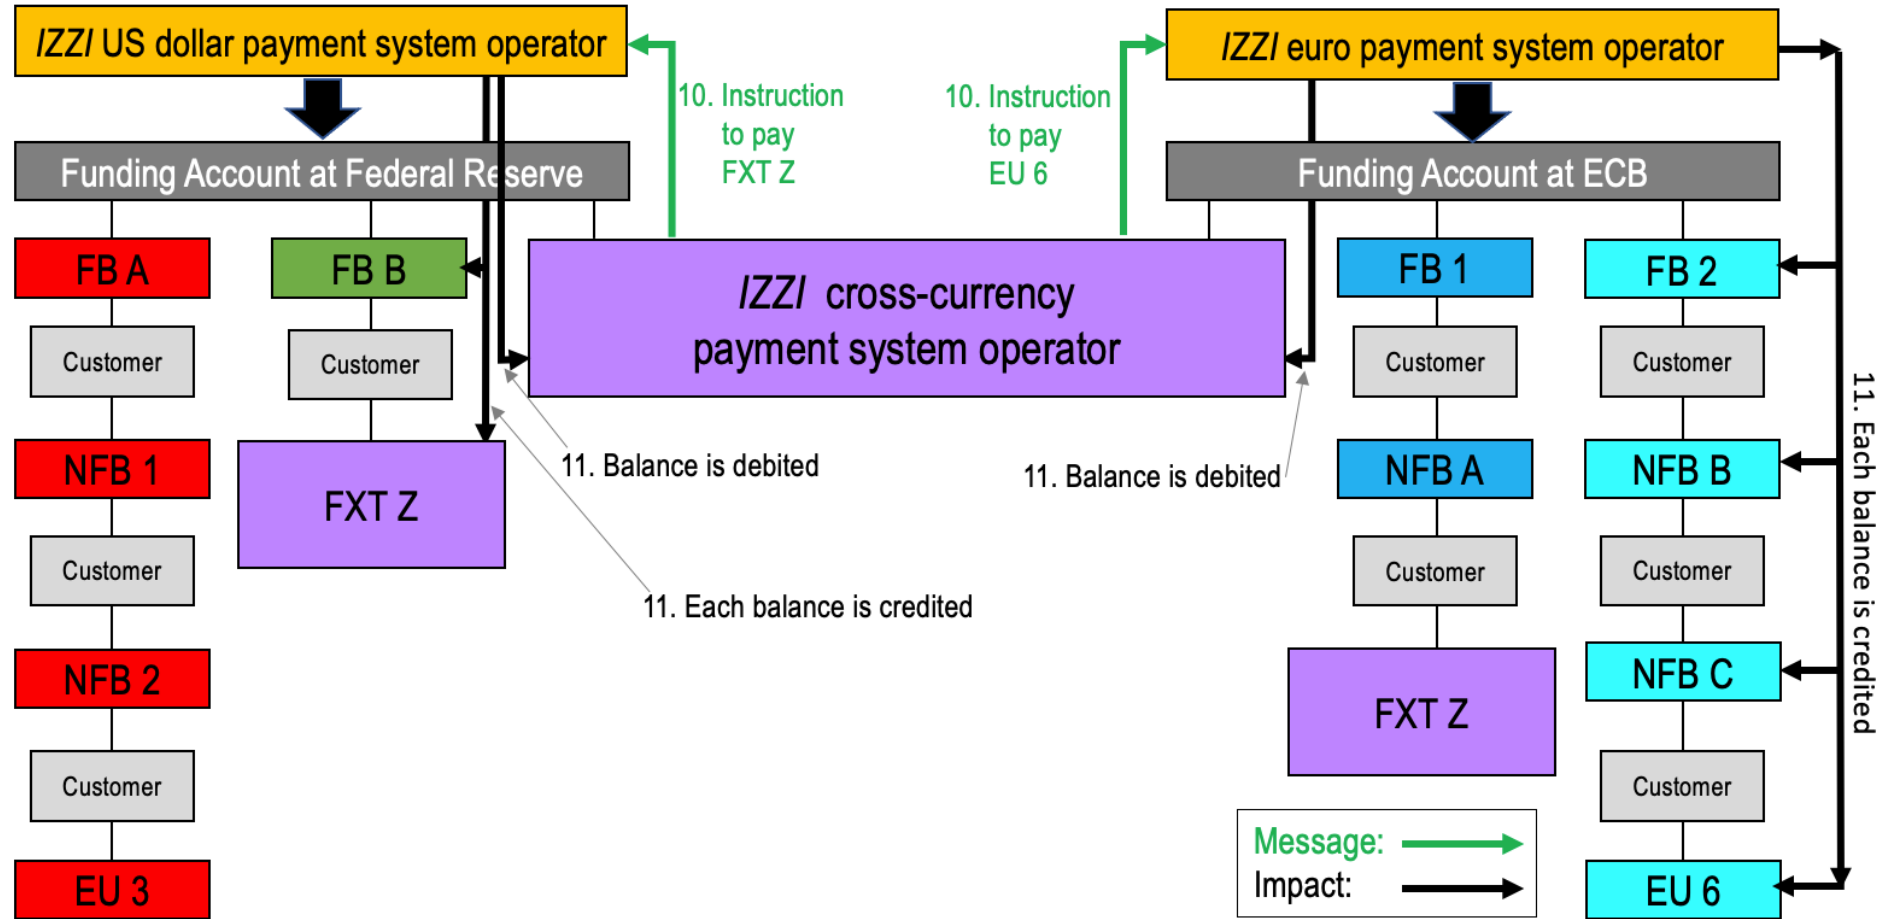 IZZI US dollar payment system operator
IZZI euro payment system operator
10. Instruction
to pay
FXT Z
10. Instruction
to pay
EU 6
Funding Account at Federal Reserve
Funding Account at ECB
FB A
FB B
IZZI cross-currency
payment system operator
FB 1
FB 2
Customer
Customer
Customer
Customer
NFB 1
FXT Z
11. Balance is debited
11. Balance is debited
NFB A
NFB B
11. Each balance is credited
Customer
11. Each balance is credited
Customer
Customer
NFB 2
FXT Z
NFB C
Customer
Customer
EU 3
Message:
Impact:
EU 6